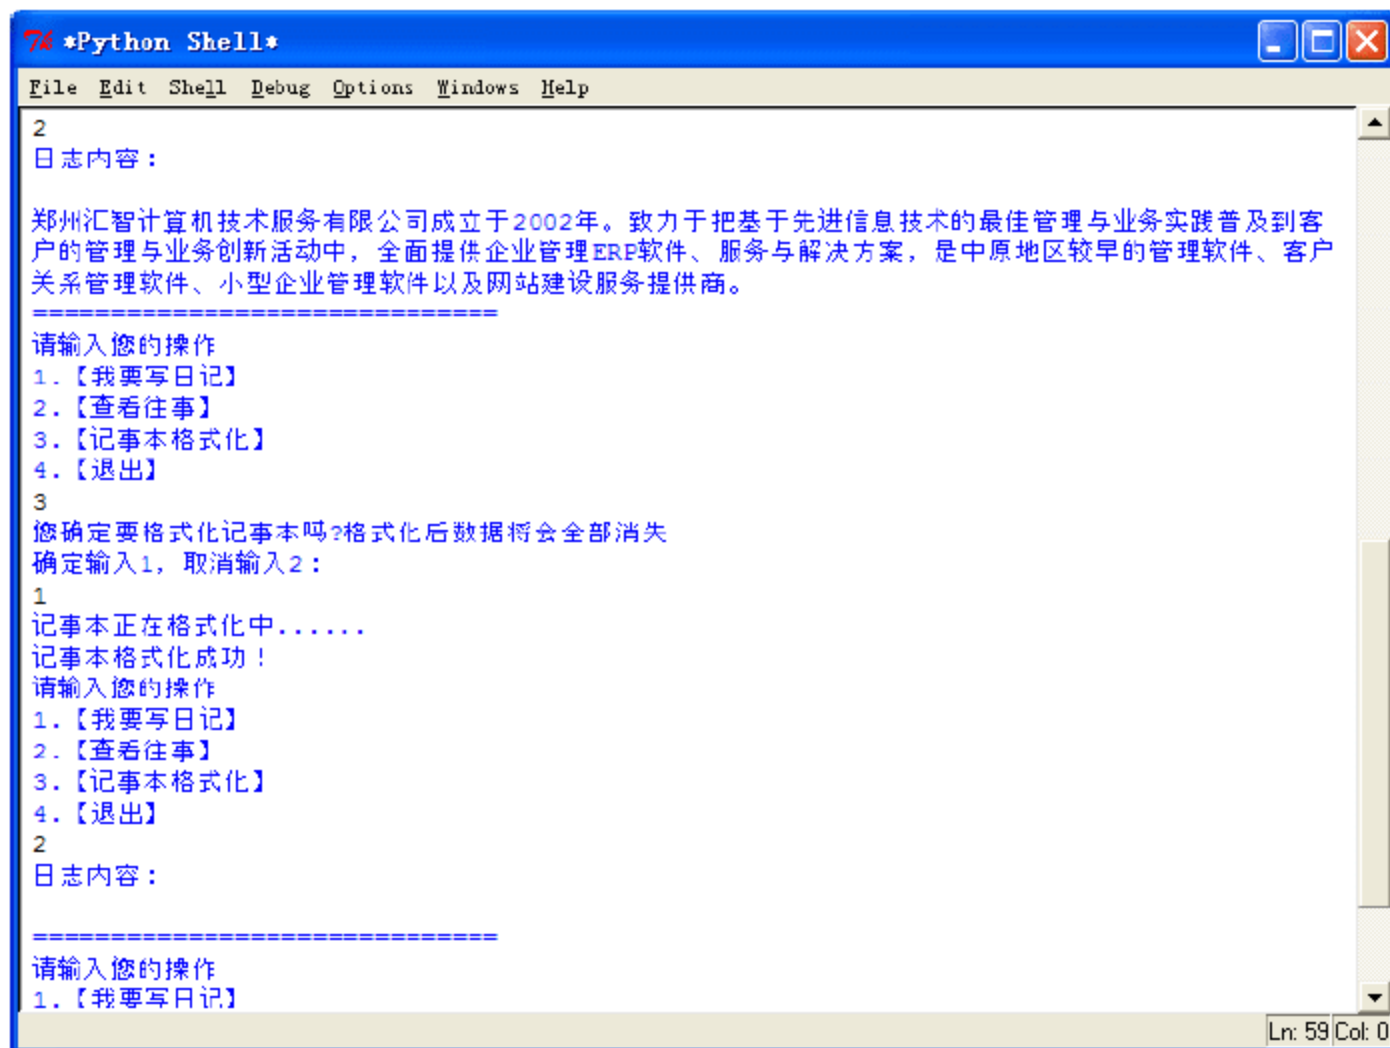 *Python Shell*
File Edit Shell Debug Options Windows Help
2
日志内容：
郑州汇智计算机技术服务有限公司成立于2002年。致力于把基于先进信息技术的最佳管理与业务实践普及到客
户的管理与业务创新活动中，全面提供企业管理ERP软件、服务与解决方案，是中原地区较早的管理软件、客户
关系管理软件、小型企业管理软件以及网站建设服务提供商。
==============================
请输入您的操作
1.【我要写日记】
2.【查看往事】
3.【记事本格式化】
4.【退出】
3
您确定要格式化记事本吗?格式化后数据将会全部消失
确定输入1，取消输入2：
1
记事本正在格式化中......
记事本格式化成功！
请输入您的操作
1.【我要写日记】
2.【查看往事】
3.【记事本格式化】
4.【退出】
2
日志内容：
==============================
请输入您的操作
1.【我要写日记】
Ln: 59 Col: 0